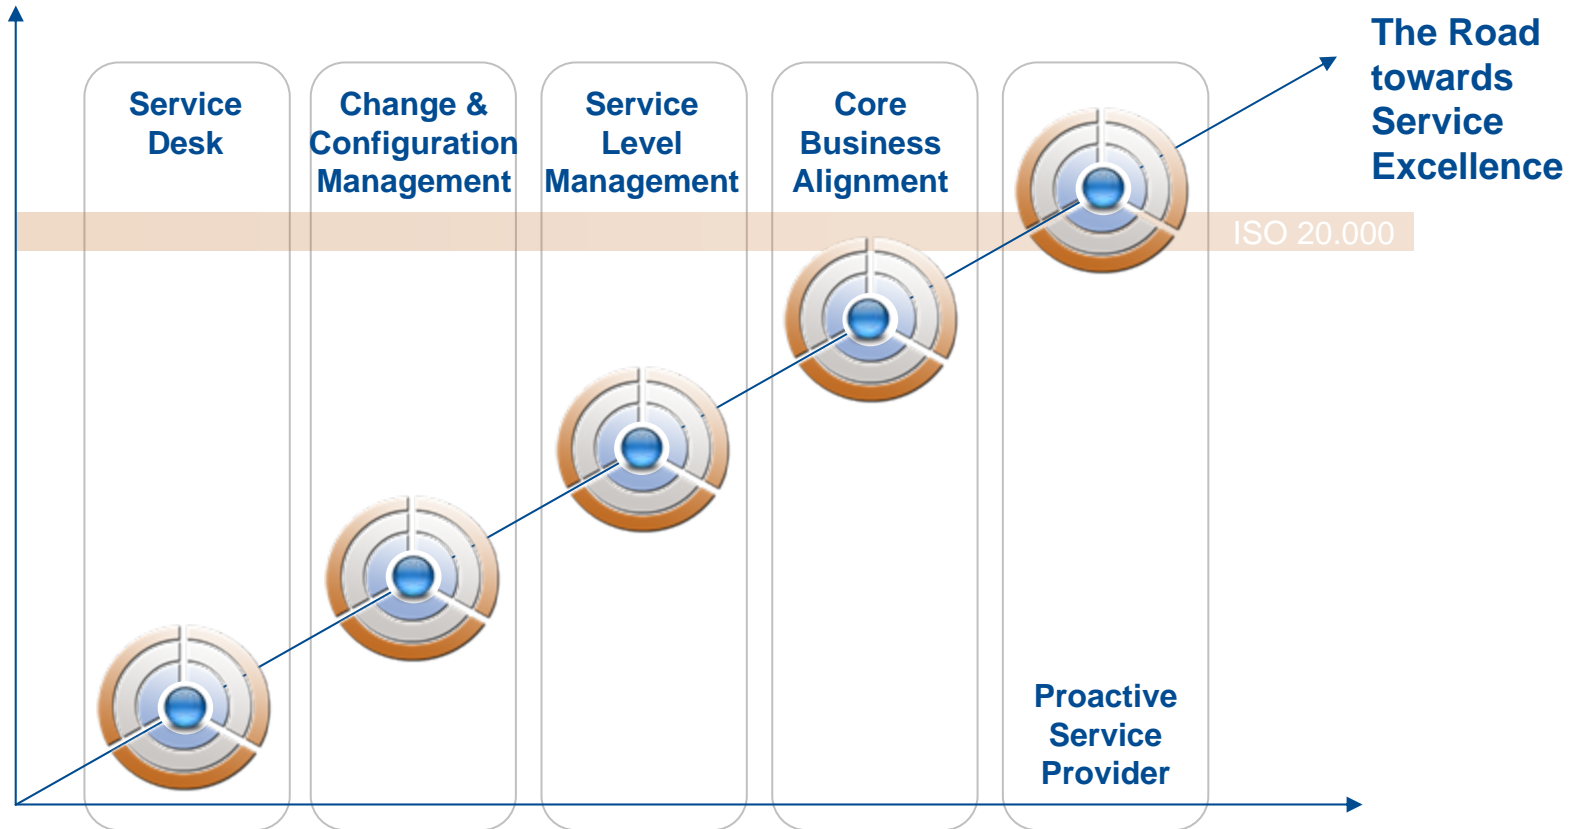 The Road
towards
Service
Excellence
Service
Desk
Change &
Configuration
Management
Service
Level
Management
Core
Business
Alignment
ISO 20.000
Proactive
Service
Provider